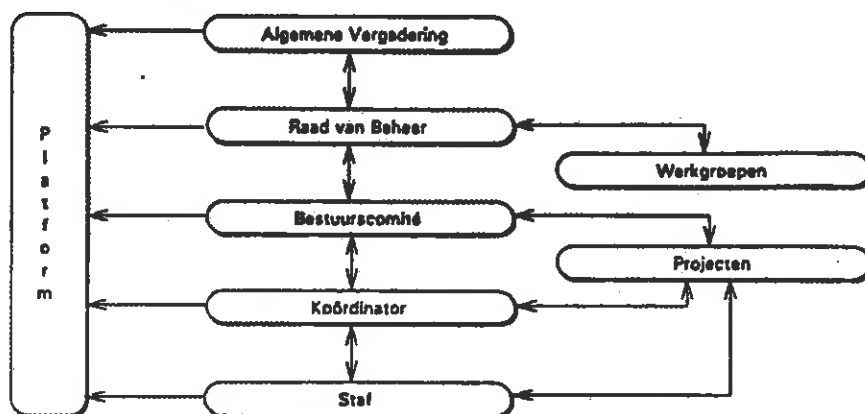 Platform
Algemene Vergadering
Raad van Beheer
Werkgroepen
Bestuurscomité
Projecten
Koördinator
Staf